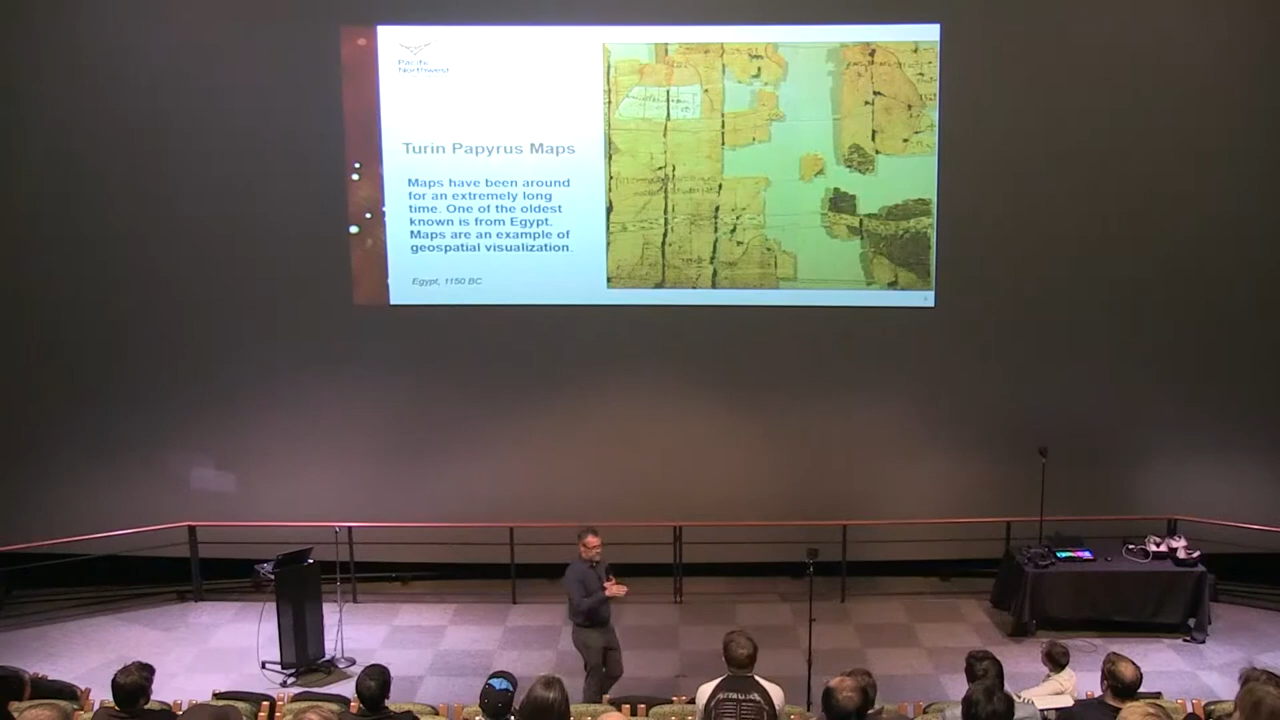 Pacific
Northwest
Turin Papyrus Maps
Maps have been around
for an extremely long
time. One of the oldest
known is from Egypt.
Maps are an example of
geospatial visualization.
Egypt, 1150 BC